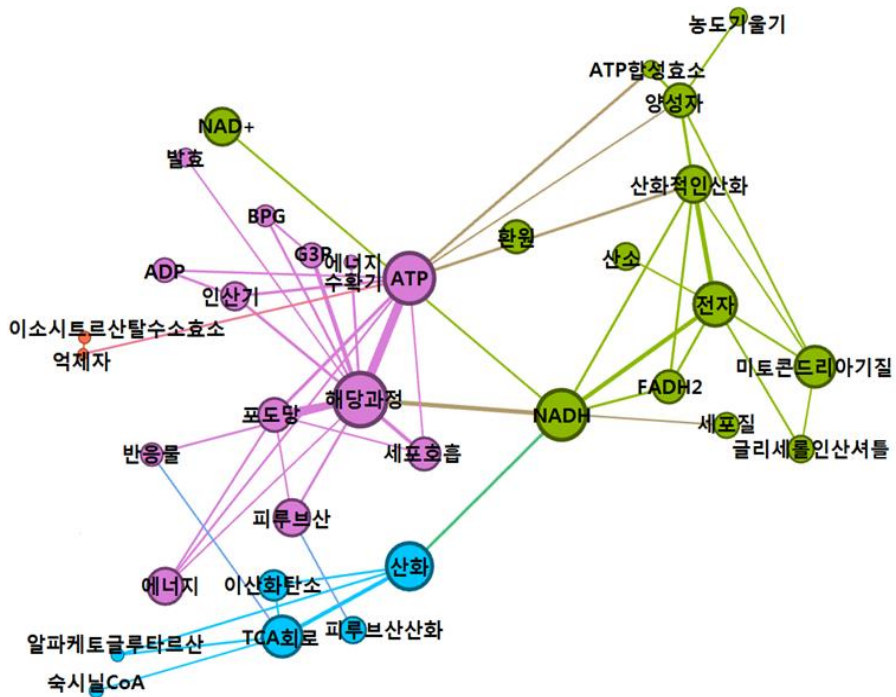 농도기울기
ATP합성효소
양성자
NAD+
발효
산화적인산화
BPG
환원
G3P
에너지
수확기
산소
ADP
ATP
인산기
전자
이소시트르산탈수소효소
억제자
미토콘드리아기질
해당과정
FADH2
포도당
NADH
세포질
반응물
세포호흡
글리세롤인산셔틀
피루브산
산화
에너지
이산화탄소
TCA회로
피루브산산화
알파케토글루타르산
숙시닐CoA